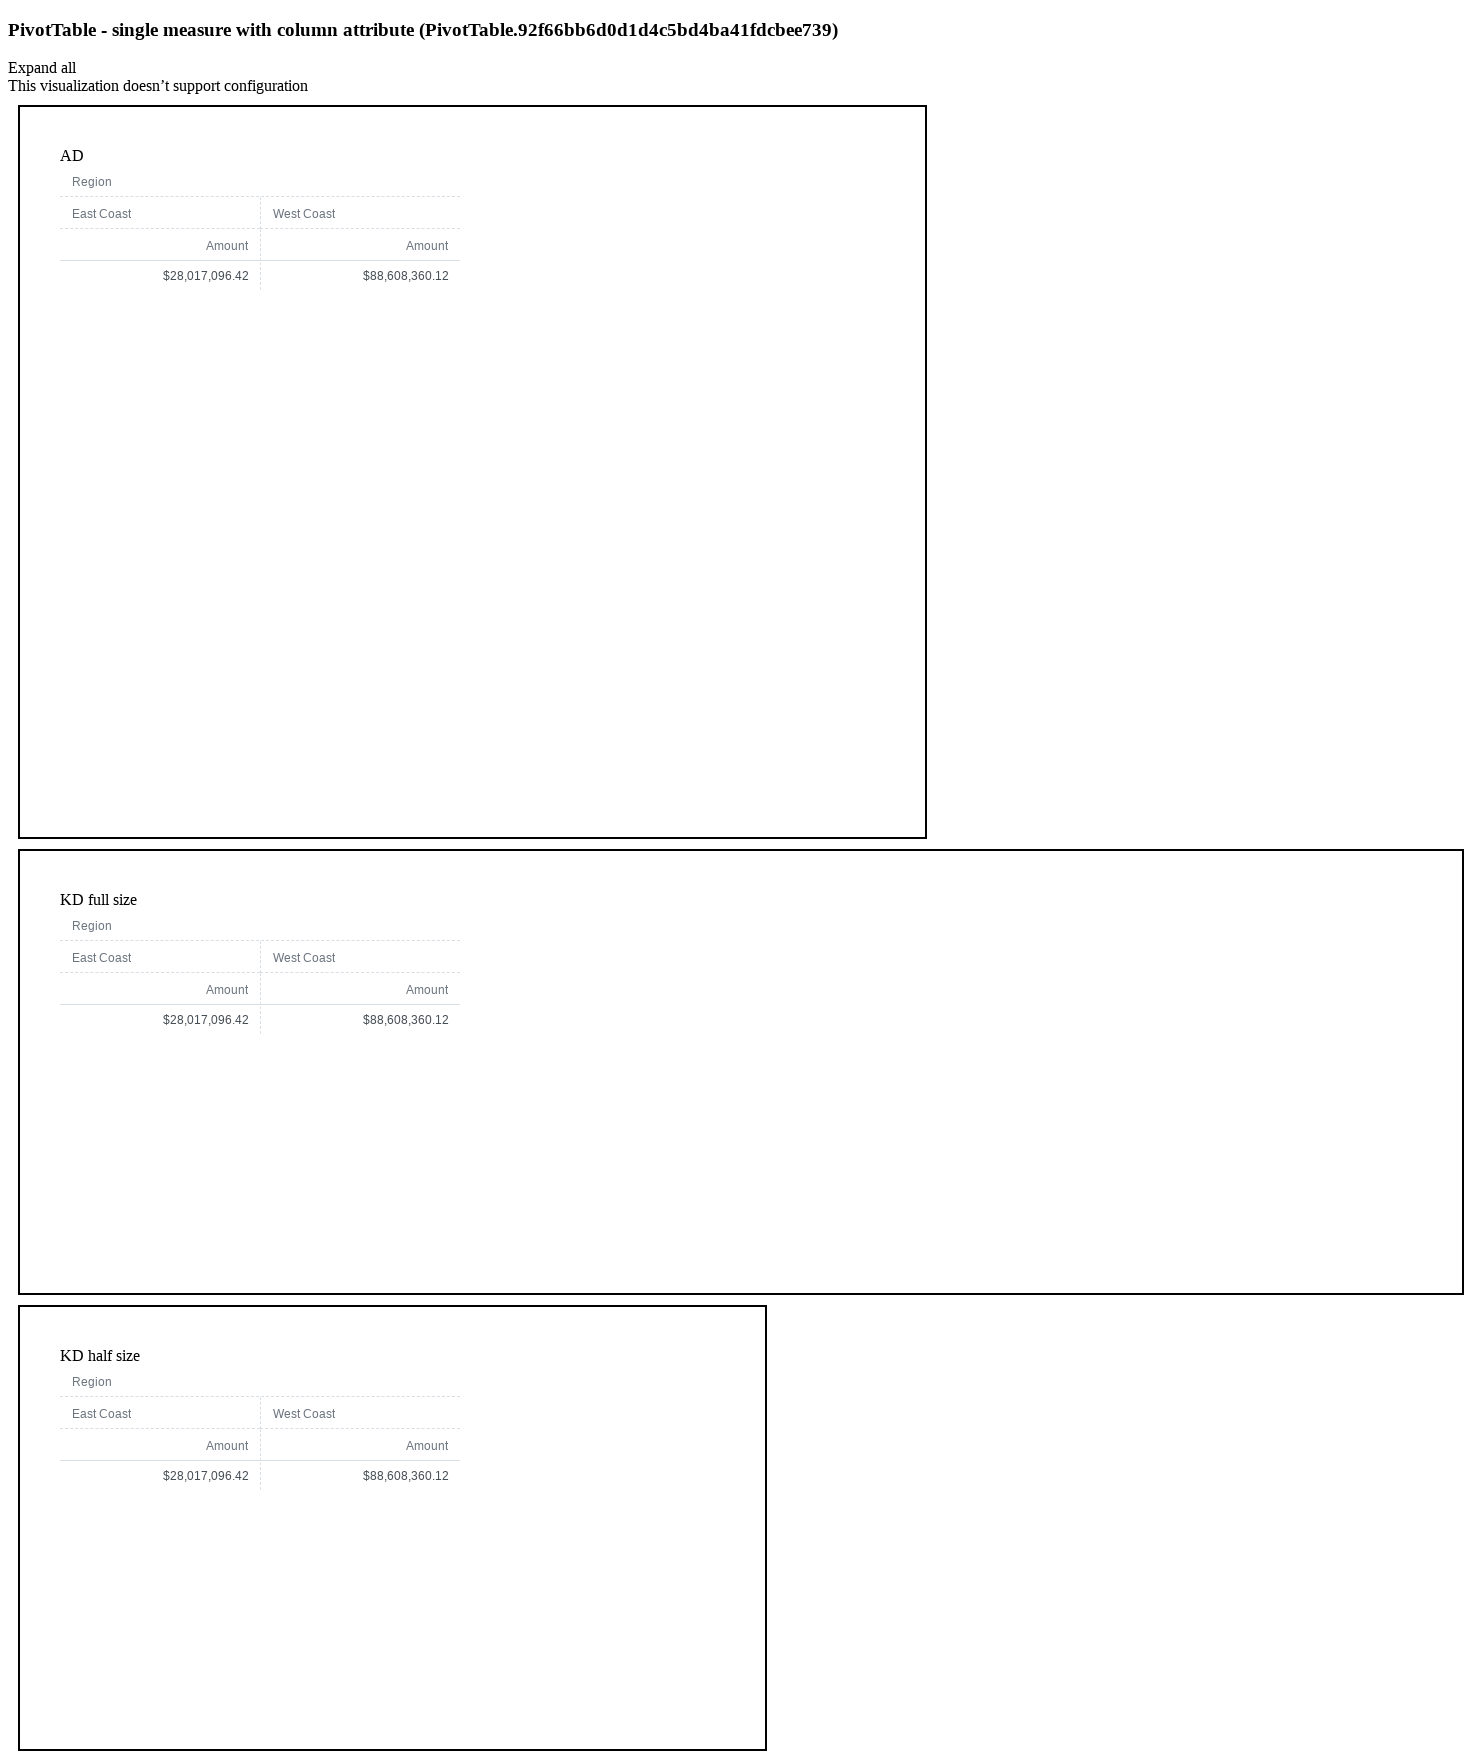 PivotTable - single measure with column attribute (PivotTable.92f66bb6d0d1d4c5bd4ba41fdcbee739)
Expand all
This visualization doesn’t support configuration
AD
Region
East Coast West Coast
Amount Amount
$28,017,096.42 $88,608,360.12
KD full size
Region
East Coast West Coast
Amount Amount
$28,017,096.42 $88,608,360.12
KD half size
Region
East Coast West Coast
Amount Amount
$28,017,096.42 $88,608,360.12